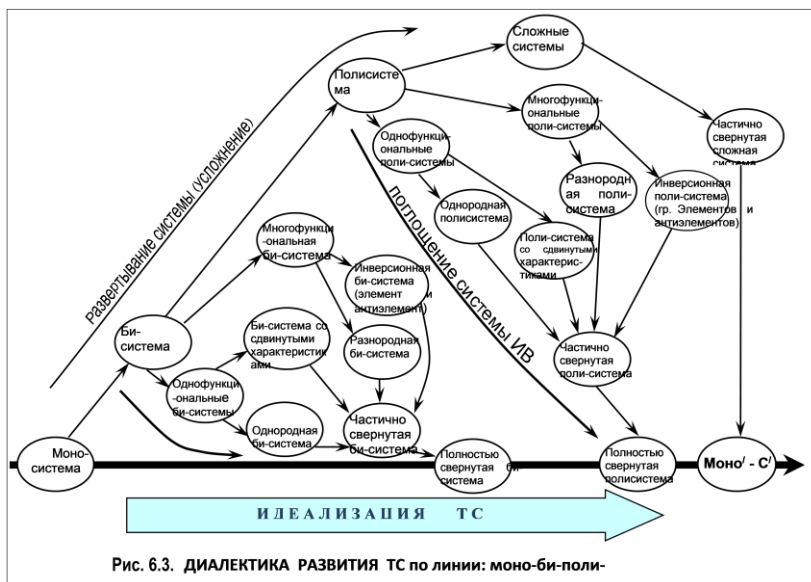 Сложные
системы
Полисисте
ма
Развертывание системы (усложнение)
Многофункци-
ональные
поли-системы
Частично
свернутая
сложная
система
Однофункци-
ональные
поли-системы
Разнородн
ая поли-
система
Инверсионная
поли-система
(гр. Элементов и
антиэлементов)
Однородная
полисистема
поглощение системы ИВ
Поли-система
со сдвинутыми
характерис-
тиками
Многофункци
-ональная
би-система
Инверсионная
би-система
(элемент и
антиэлемент)
Би-
система
Би-система со
сдвинутыми
характеристик
ами
Разнородная
би-система
Частично
свернутая
поли-система
Однофункци
-ональные
би-системы
Однородная
би-система
Частично
свернутая
би-система
Моно-
система
Полностью
свернутая би
система
Полностью
свернутая
полисистема
Моно/ - С/
ИДЕАЛИЗАЦИЯ ТС
Рис. 6.3. ДИАЛЕКТИКА РАЗВИТИЯ ТС по линии: моно-би-поли-